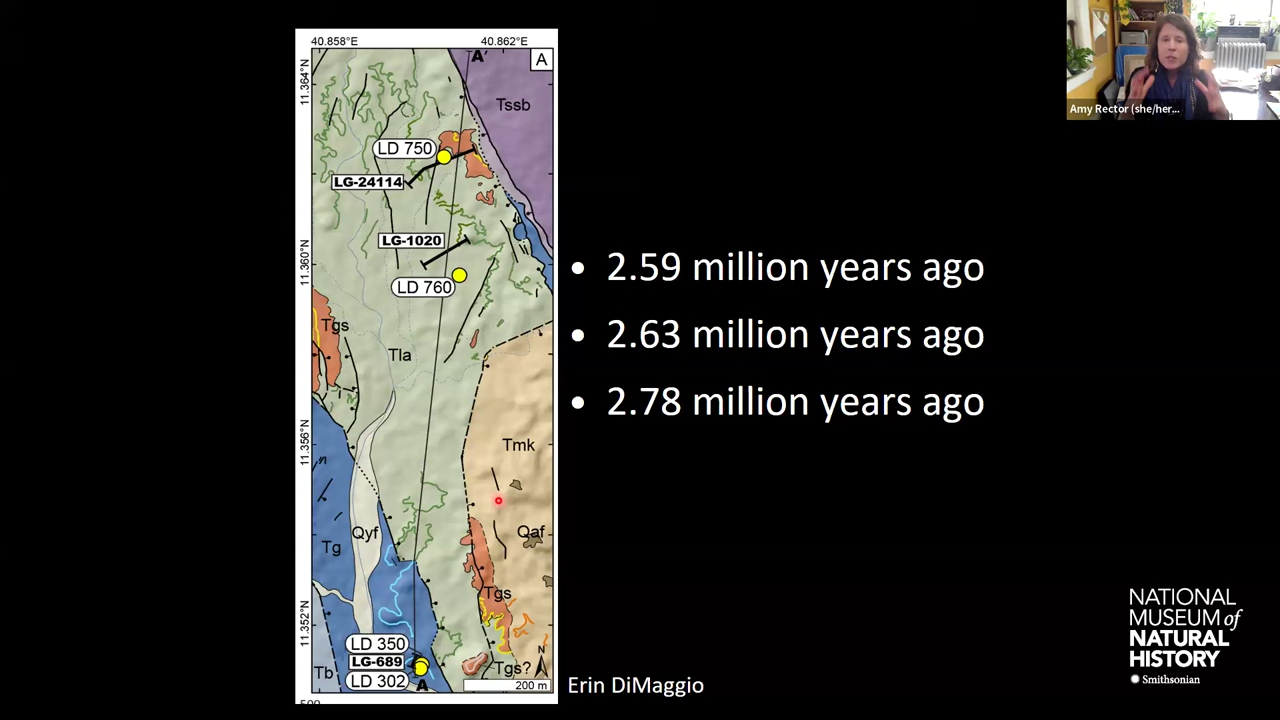 40.858°E
40.862°E
A'
A
11.364°N
Tssb
LD 750
LG-24114
LG-1020
11.360°N
LD 760
Tgs
Tla
11.356°N
Tmk
Qyf
Qaf
Tg
Tgs
11.352°N
LD 350
LG-689
LD 302
Tb
A
Tgs?
N
200 m
• 2.59 million years ago
• 2.63 million years ago
• 2.78 million years ago
Erin DiMaggio
Amy Rector (she/her...
NATIONAL
MUSEUM of
NATURAL
HISTORY
Smithsonian